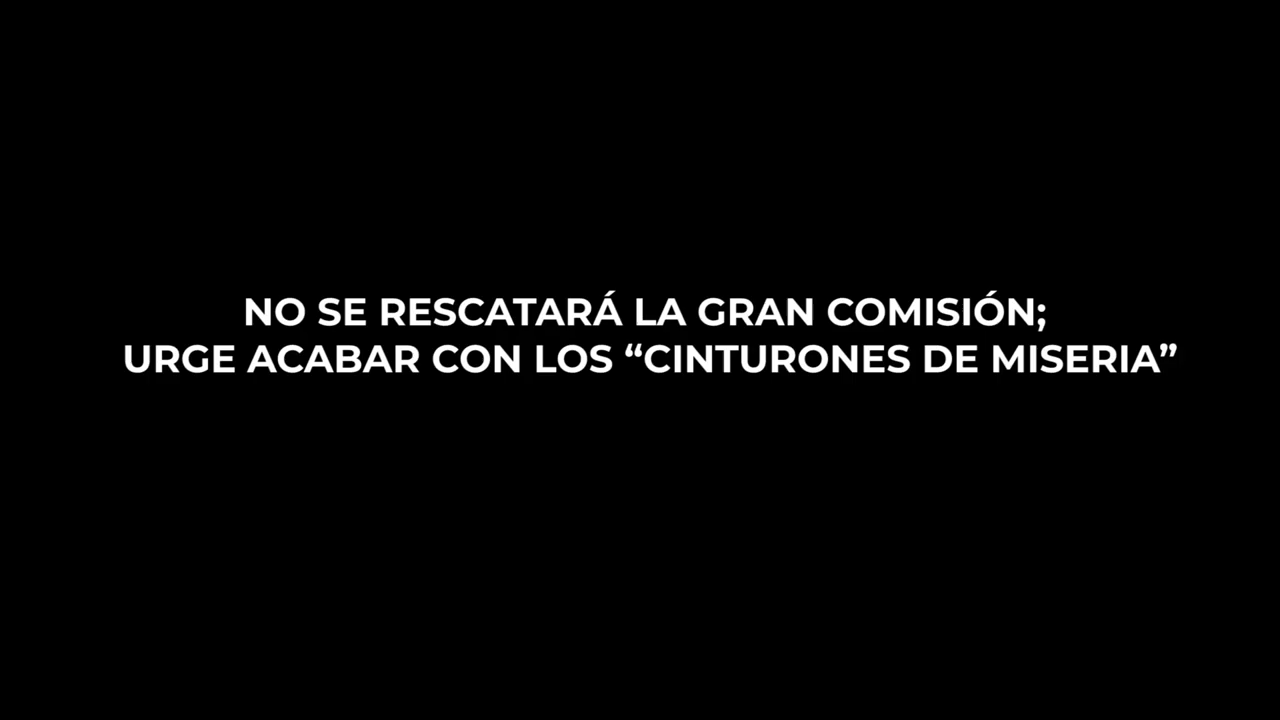 NO SE RESCATARÁ LA GRAN COMISIÓN;
URGE ACABAR CON LOS “CINTURONES DE MISERIA”